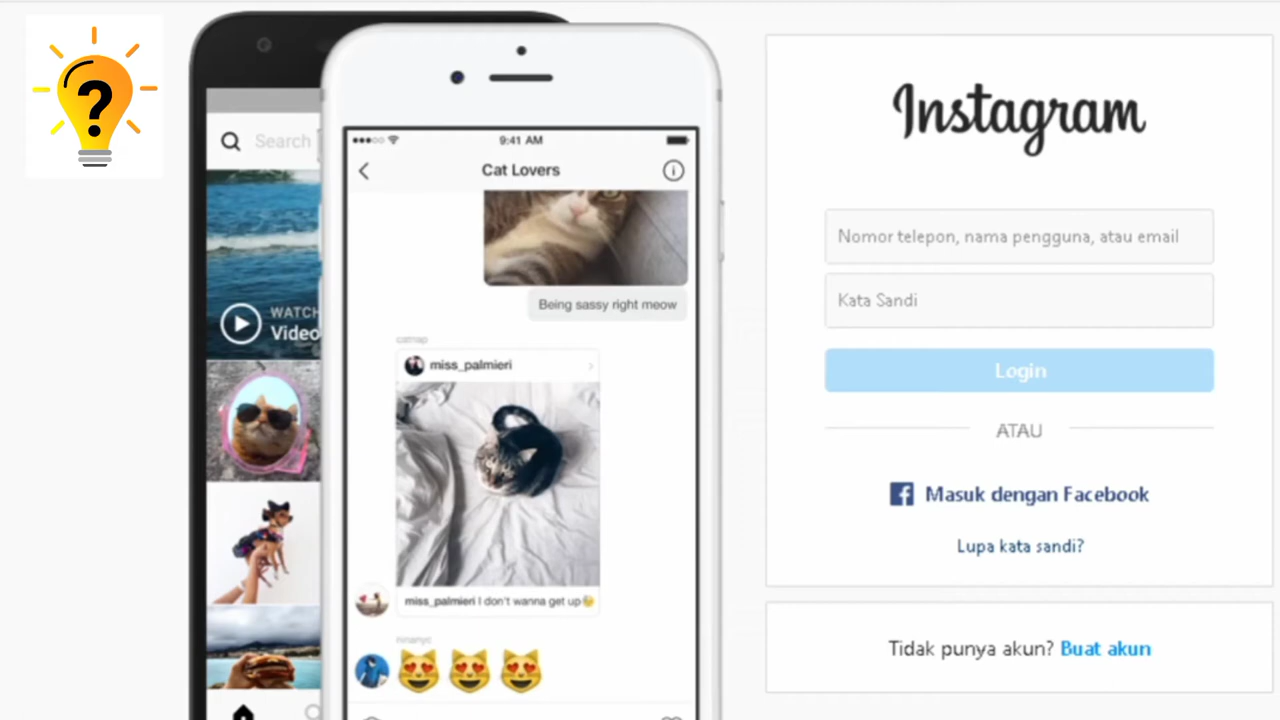 ?
Search
WATCH
Video
9:41 AM
Cat Lovers
Being sassy right meow
catnap
miss_palmieri
miss_palmieri I don't wanna get up
ninanyc
Instagram
Nomor telepon, nama pengguna, atau email
Kata Sandi
Login
ATAU
Masuk dengan Facebook
Lupa kata sandi?
Tidak punya akun? Buat akun